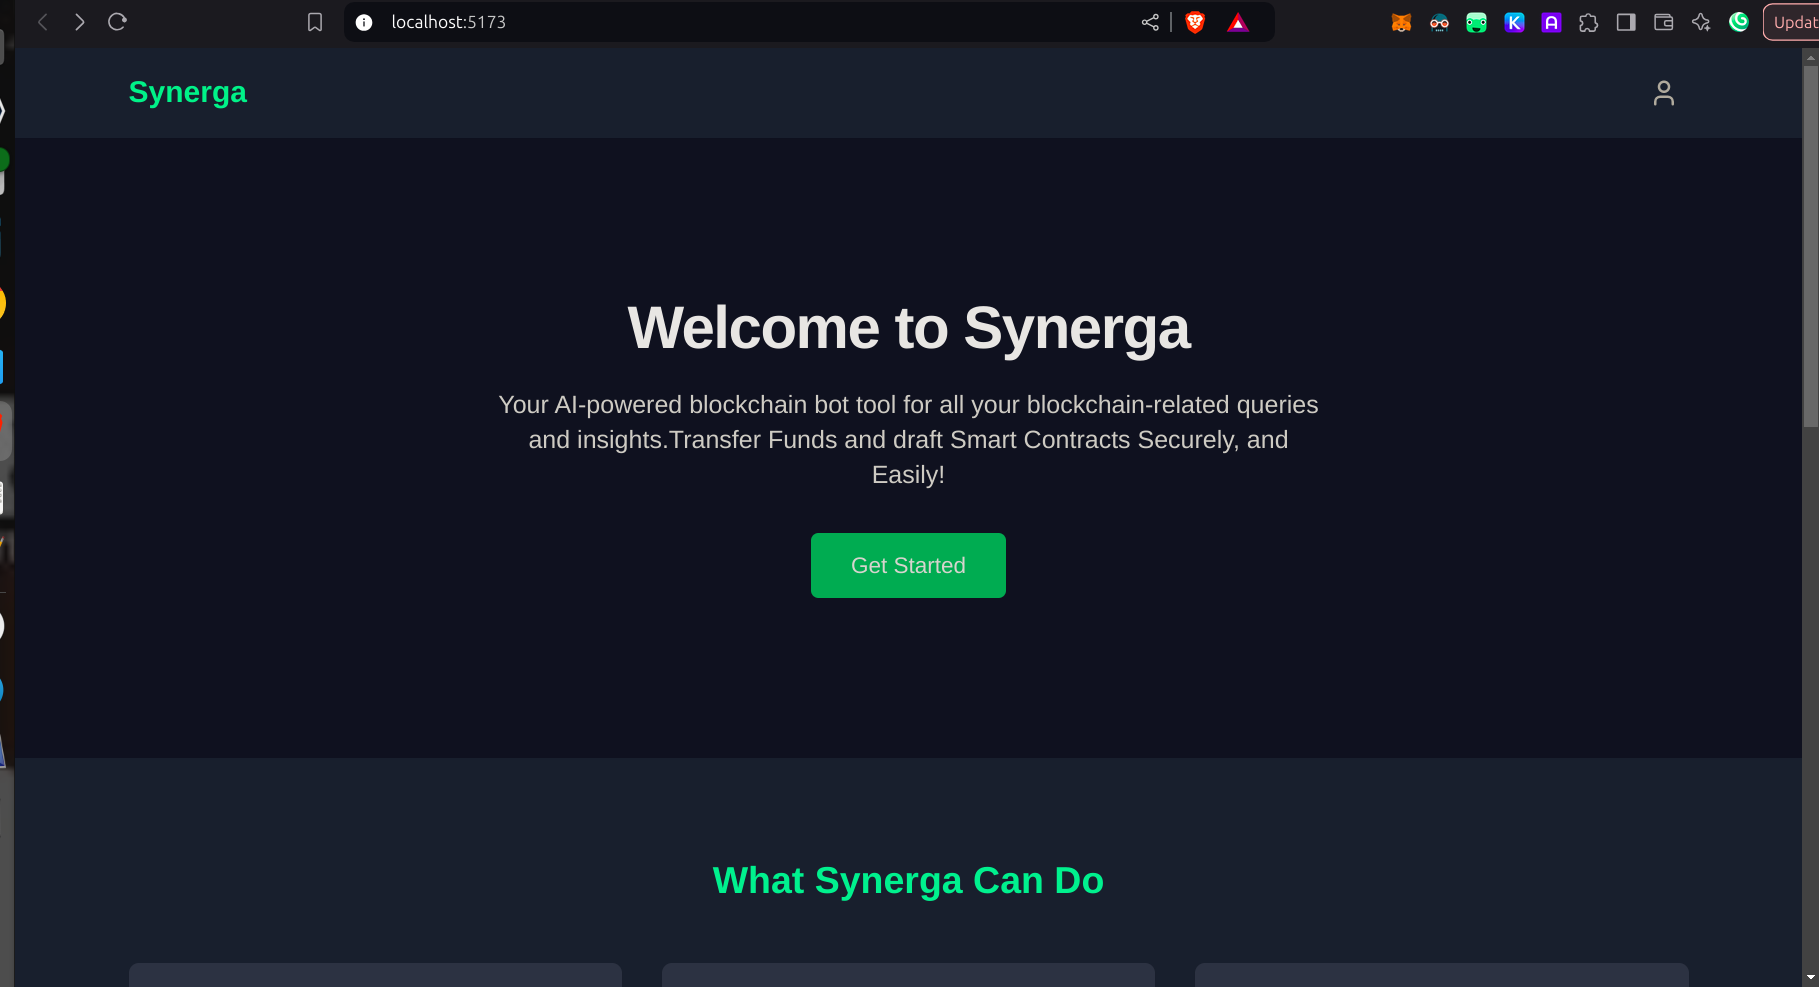 localhost:5173
Updat
Synerga
Welcome to Synerga
Your AI-powered blockchain bot tool for all your blockchain-related queries
and insights.Transfer Funds and draft Smart Contracts Securely, and
Easily!
Get Started
What Synerga Can Do